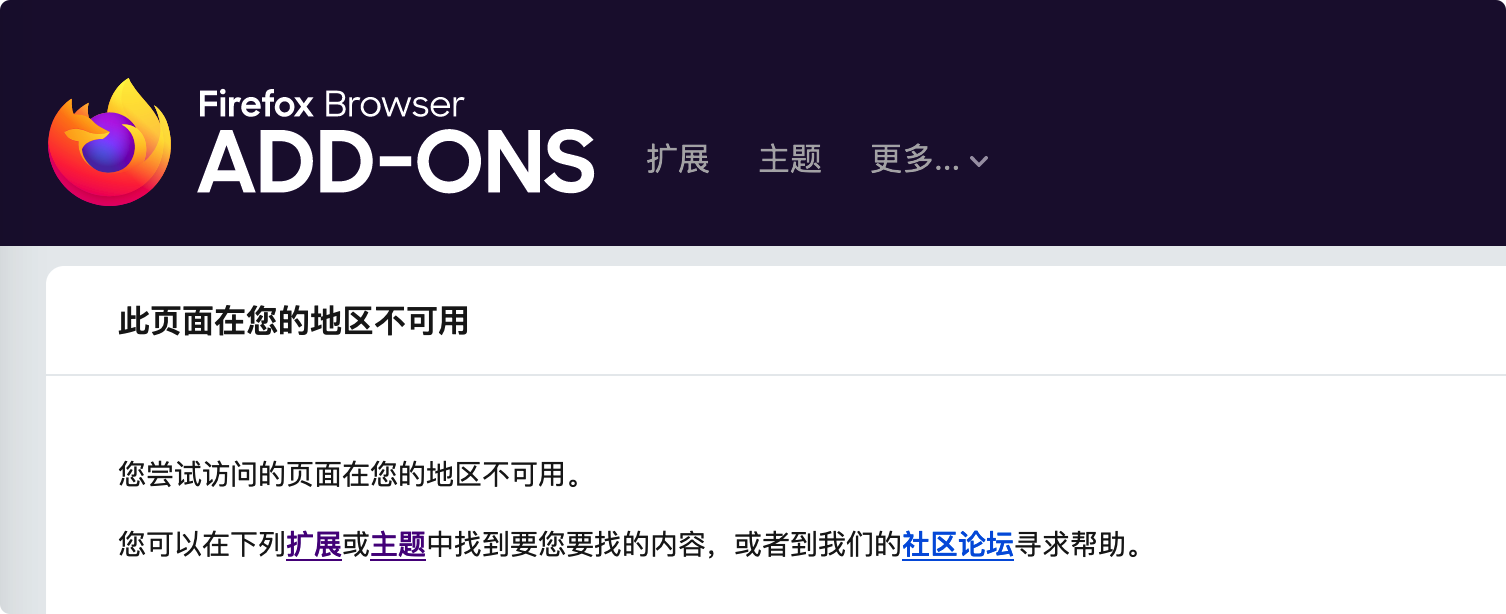 Firefox Browser
ADD-ONS
扩展 主题 更多...
此页面在您的地区不可用
您尝试访问的页面在您的地区不可用。
您可以在下列扩展或主题中找到要您要找的内容，或者到我们的社区论坛寻求帮助。